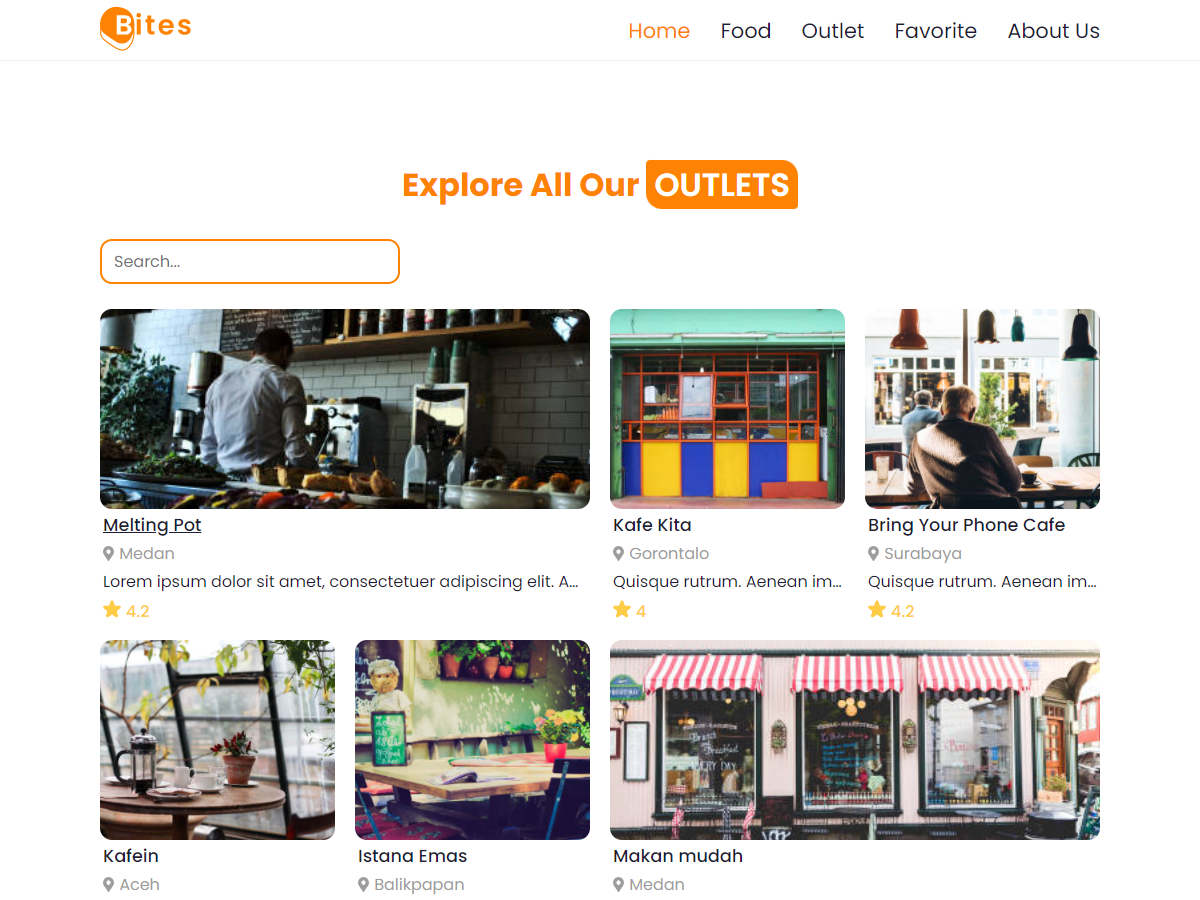 Bites
Home Food Outlet Favorite About Us
Explore All Our OUTLETS
Search...
Melting Pot
Medan
Lorem ipsum dolor sit amet, consectetuer adipiscing elit. A...
4.2
Kafe Kita
Gorontalo
Quisque rutrum. Aenean im...
4
Bring Your Phone Cafe
Surabaya
Quisque rutrum. Aenean im...
4.2
Kafein
Aceh
Istana Emas
Balikpapan
Makan mudah
Medan